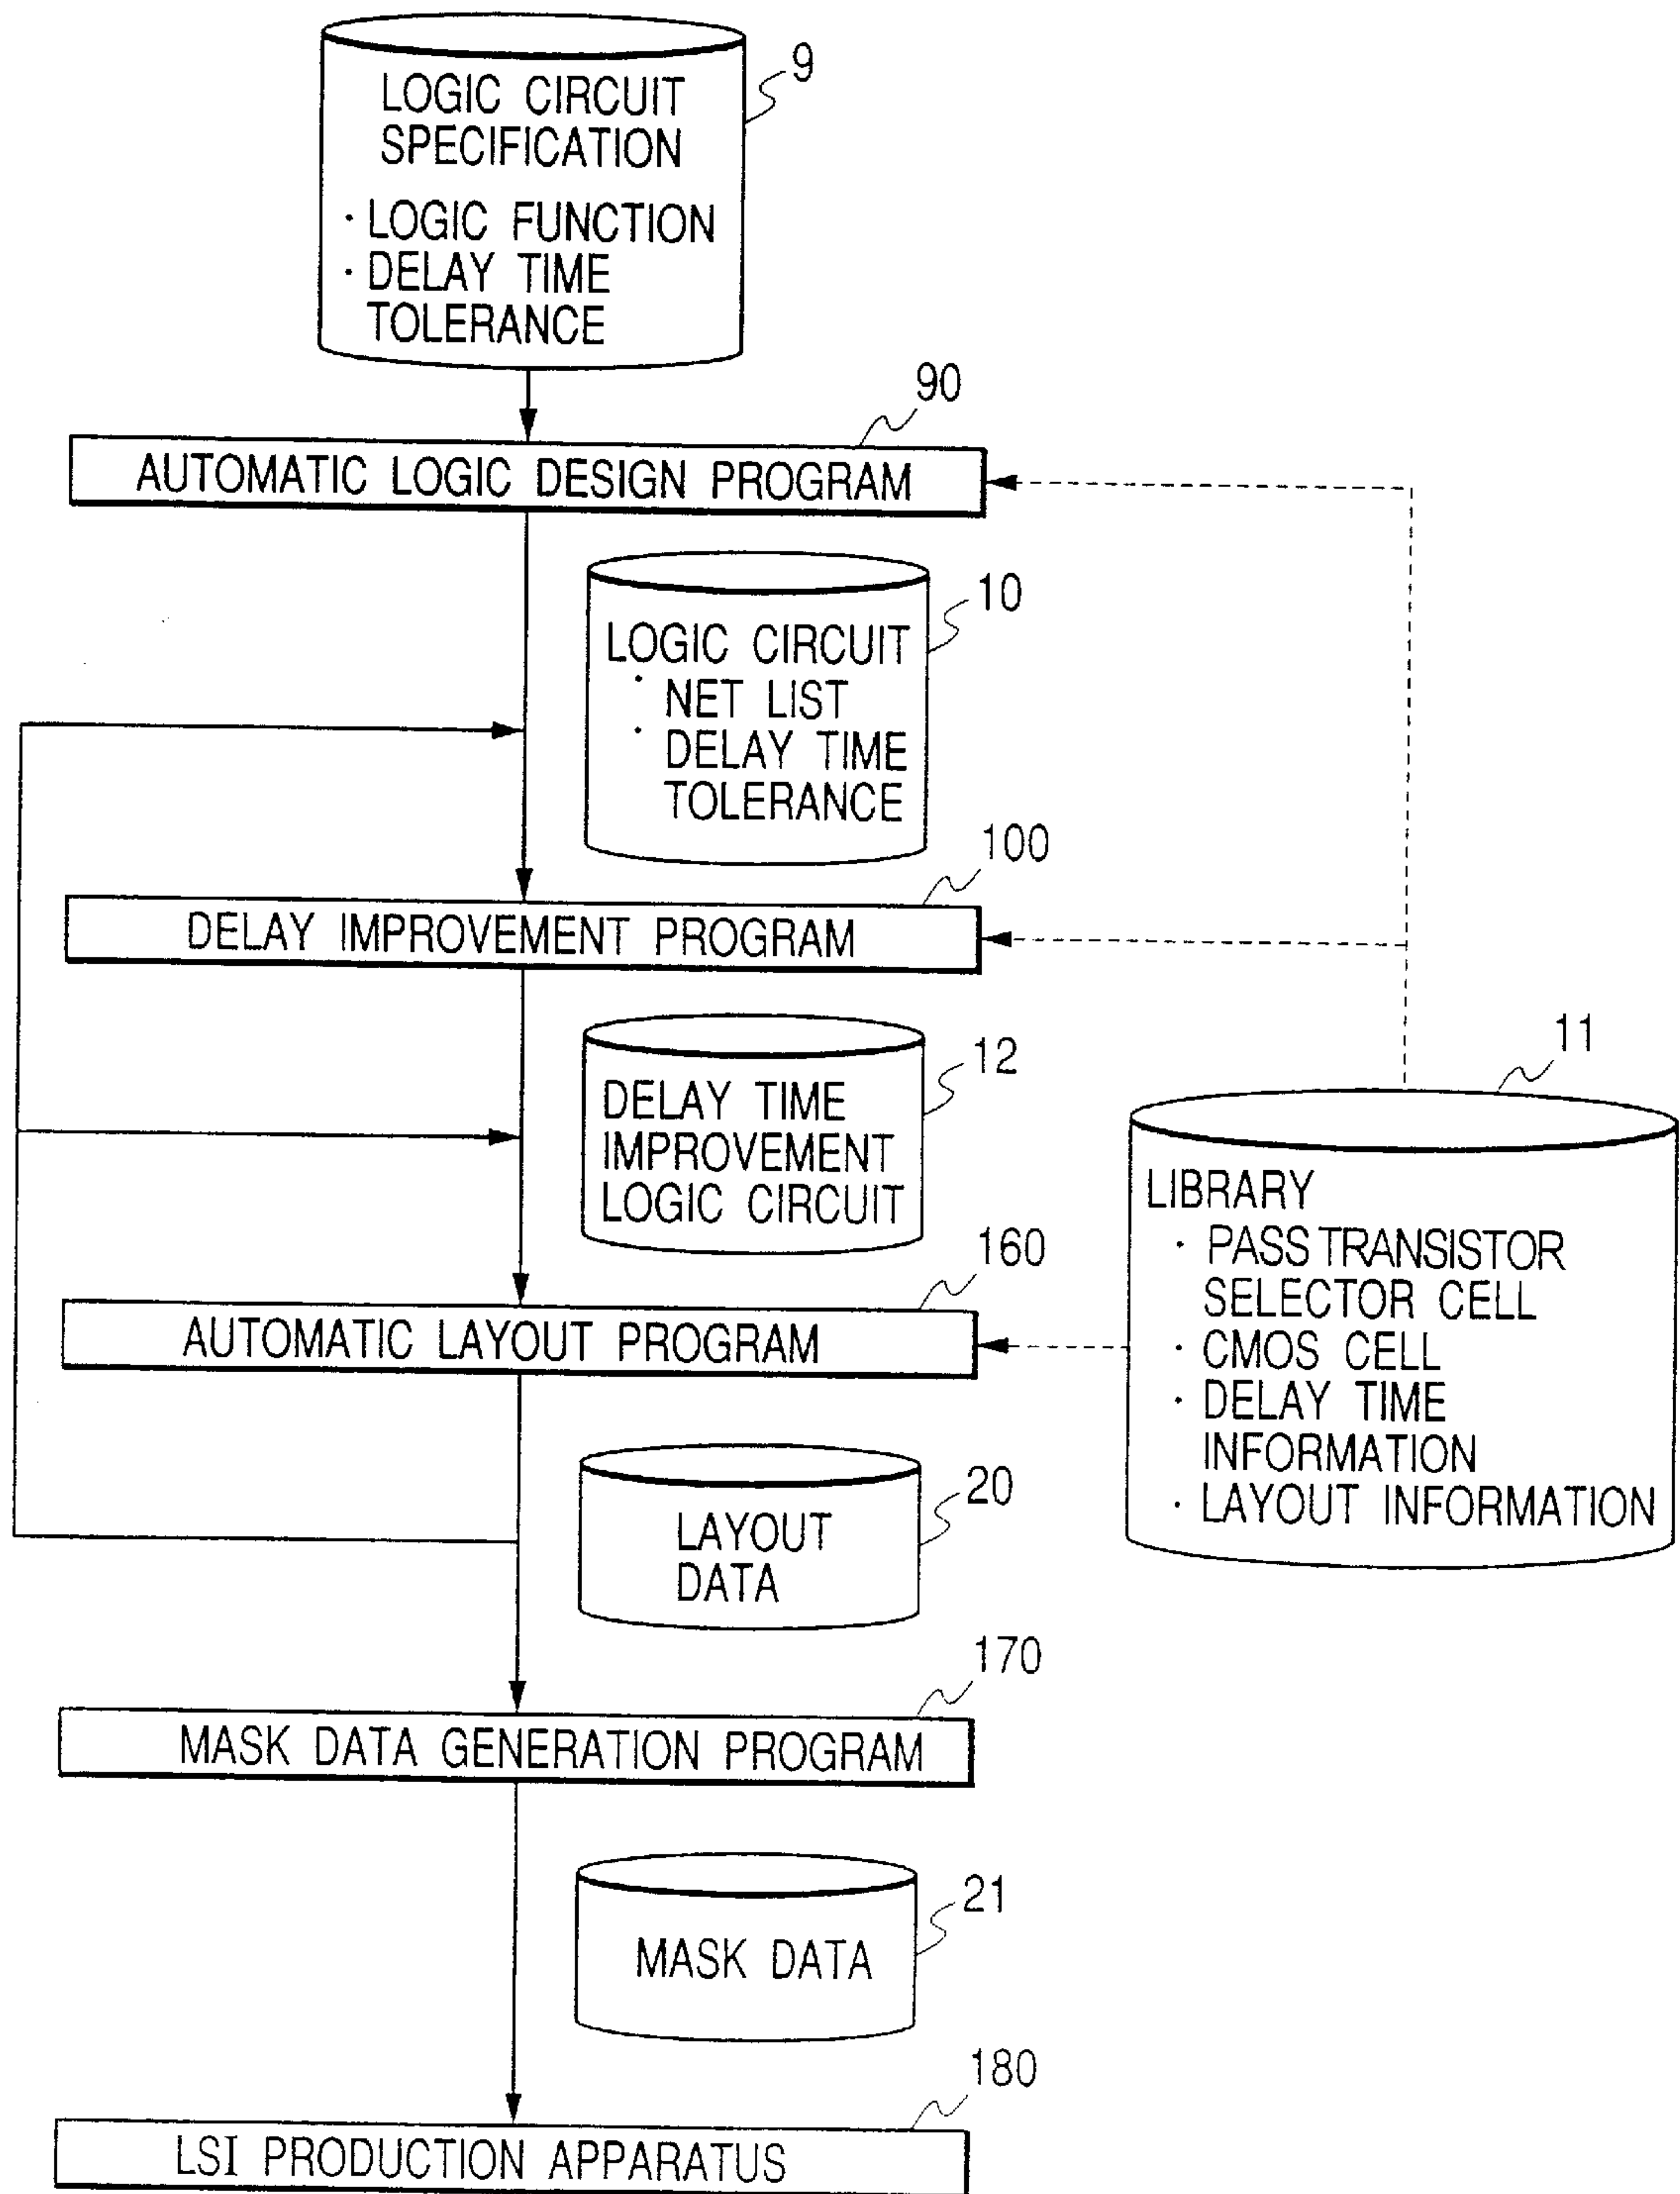 9
LOGIC CIRCUIT
SPECIFICATION
· LOGIC FUNCTION
· DELAY TIME
TOLERANCE
90
AUTOMATIC LOGIC DESIGN PROGRAM
10
LOGIC CIRCUIT
· NET LIST
· DELAY TIME
TOLERANCE
100
DELAY IMPROVEMENT PROGRAM
12
DELAY TIME
IMPROVEMENT
LOGIC CIRCUIT
11
LIBRARY
· PASS TRANSISTOR
SELECTOR CELL
· CMOS CELL
· DELAY TIME
INFORMATION
· LAYOUT INFORMATION
160
AUTOMATIC LAYOUT PROGRAM
20
LAYOUT
DATA
170
MASK DATA GENERATION PROGRAM
21
MASK DATA
180
LSI PRODUCTION APPARATUS